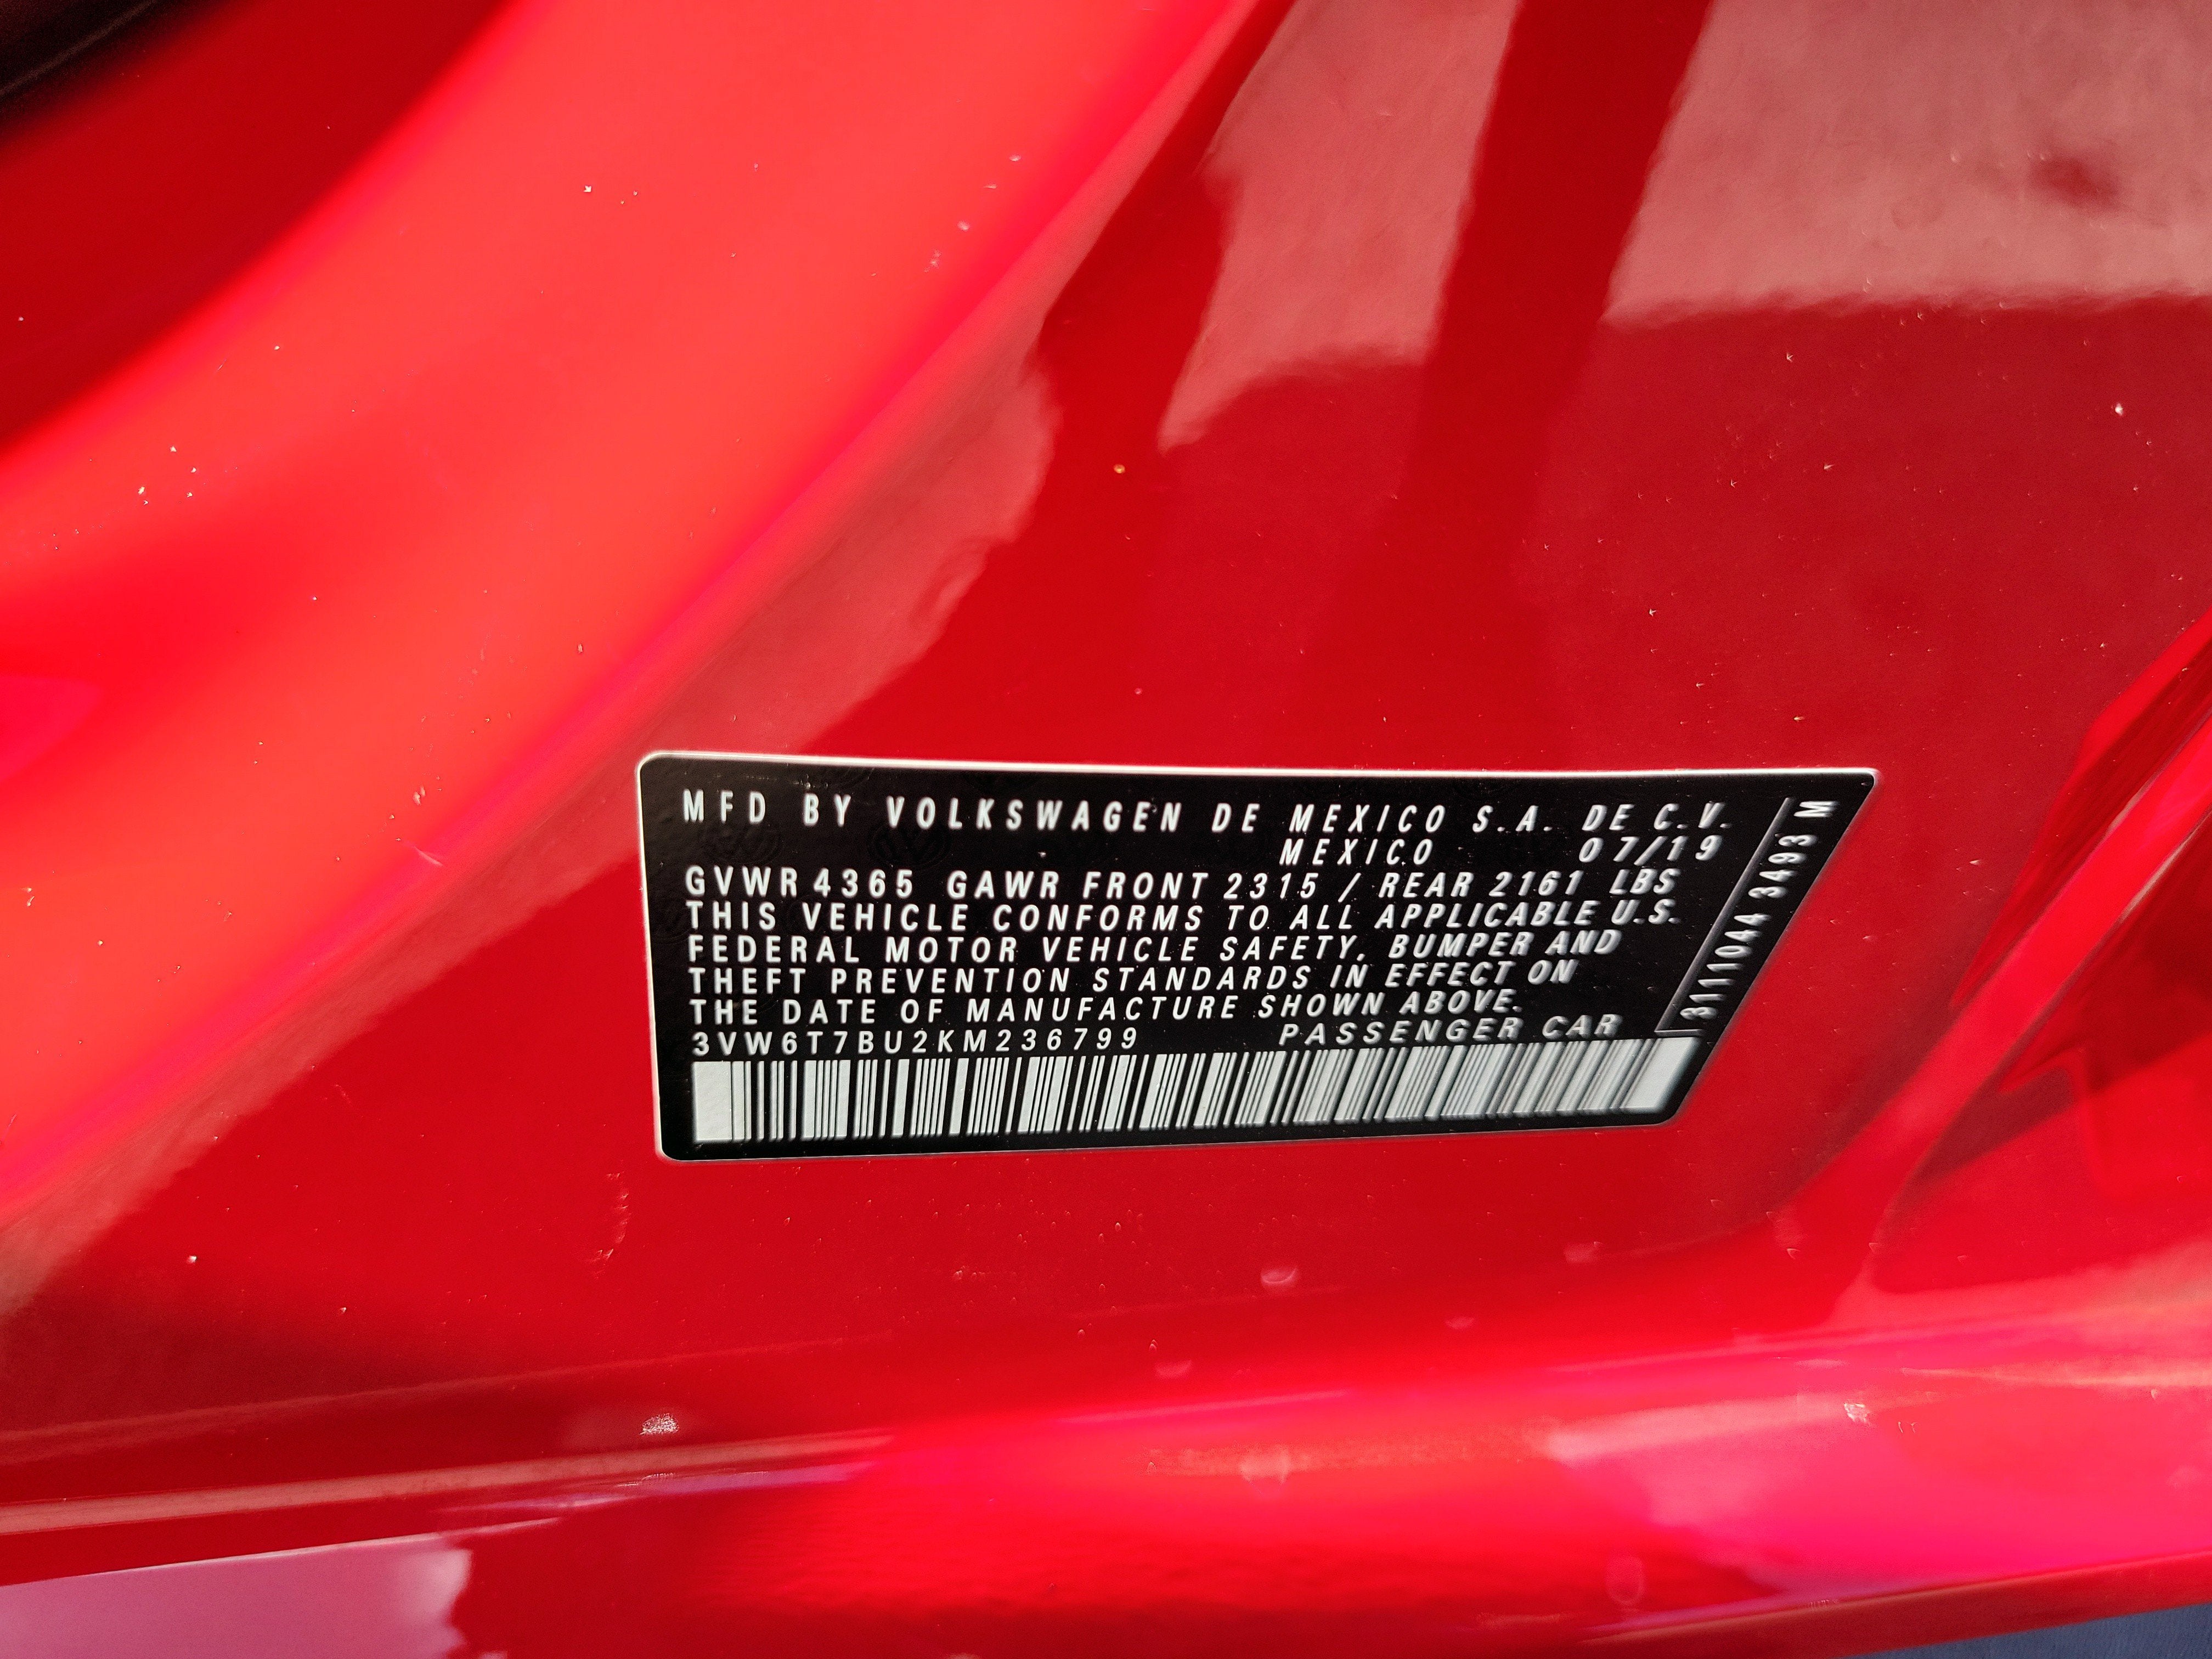 MFD BY VOLKSWAGEN DE MEXICO S.A. DE C.V.
MEXICO 07/19
GVWR 4365 GAWR FRONT 2315 / REAR 2161 LBS
THIS VEHICLE CONFORMS TO ALL APPLICABLE U.S.
FEDERAL MOTOR VEHICLE SAFETY, BUMPER AND
THEFT PREVENTION STANDARDS IN EFFECT ON
THE DATE OF MANUFACTURE SHOWN ABOVE.
3VW6T7BU2KM236799 PASSENGER CAR
311104A 3493 M